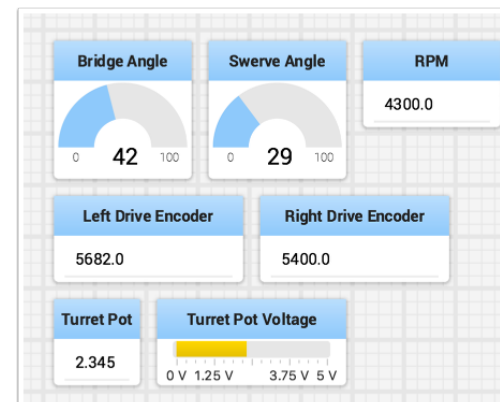 Bridge Angle Swerve Angle RPM
4300.0
0 42 100 0 29 100
Left Drive Encoder Right Drive Encoder
5682.0 5400.0
Turret Pot Turret Pot Voltage
2.345
0 V 1.25 V 3.75 V 5 V